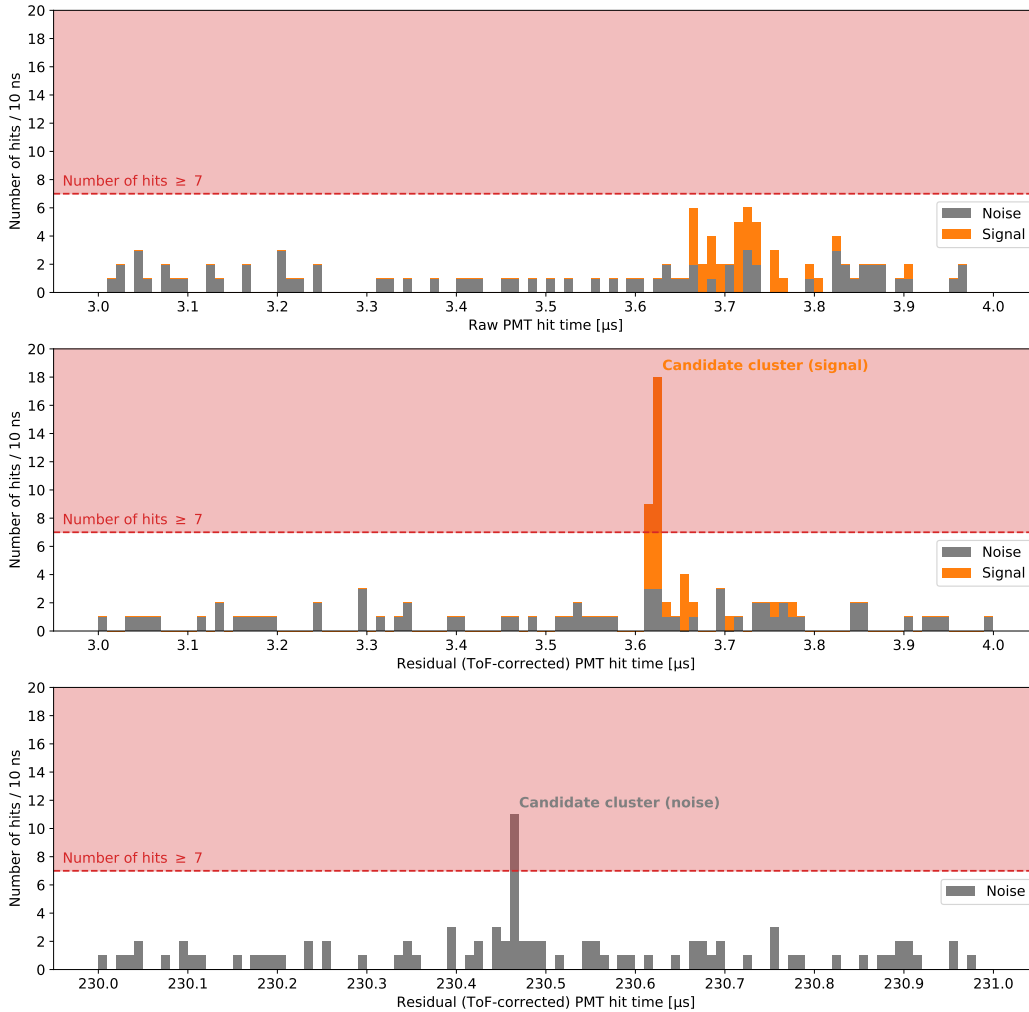 20
18
16
14
12
10
8
6
4
2
0
Number of hits / 10 ns
Number of hits ≥ 7
Noise
Signal
3.0 3.1 3.2 3.3 3.4 3.5 3.6 3.7 3.8 3.9 4.0
Raw PMT hit time [μs]
20
18
16
14
12
10
8
6
4
2
0
Number of hits / 10 ns
Candidate cluster (signal)
Number of hits ≥ 7
Noise
Signal
3.0 3.1 3.2 3.3 3.4 3.5 3.6 3.7 3.8 3.9 4.0
Residual (ToF-corrected) PMT hit time [μs]
20
18
16
14
12
10
8
6
4
2
0
Number of hits / 10 ns
Candidate cluster (noise)
Number of hits ≥ 7
Noise
230.0 230.1 230.2 230.3 230.4 230.5 230.6 230.7 230.8 230.9 231.0
Residual (ToF-corrected) PMT hit time [μs]